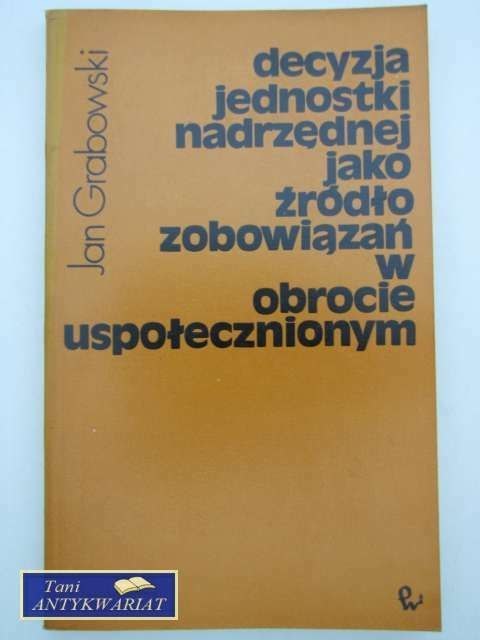 Jan Grabowski
decyzja
jednostki
nadrzędnej
jako
źródło
zobowiązań
w
obrocie
uspołecznionym
Tani
ANTYKWARIAT